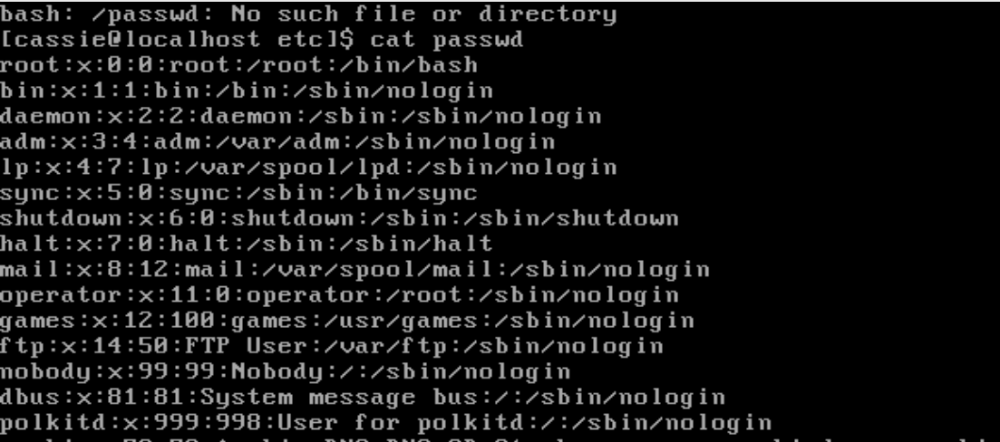 bash: /passwd: No such file or directory
[cassie@localhost etc]$ cat passwd
root:x:0:0:root:/root:/bin/bash
bin:x:1:1:bin:/bin:/sbin/nologin
daemon:x:2:2:daemon:/sbin:/sbin/nologin
adm:x:3:4:adm:/var/adm:/sbin/nologin
lp:x:4:7:lp:/var/spool/lpd:/sbin/nologin
sync:x:5:0:sync:/sbin:/bin/sync
shutdown:x:6:0:shutdown:/sbin:/sbin/shutdown
halt:x:7:0:halt:/sbin:/sbin/halt
mail:x:8:12:mail:/var/spool/mail:/sbin/nologin
operator:x:11:0:operator:/root:/sbin/nologin
games:x:12:100:games:/usr/games:/sbin/nologin
ftp:x:14:50:FTP User:/var/ftp:/sbin/nologin
nobody:x:99:99:Nobody:/:/sbin/nologin
dbus:x:81:81:System message bus:/:/sbin/nologin
polkitd:x:999:998:User for polkitd:/:/sbin/nologin